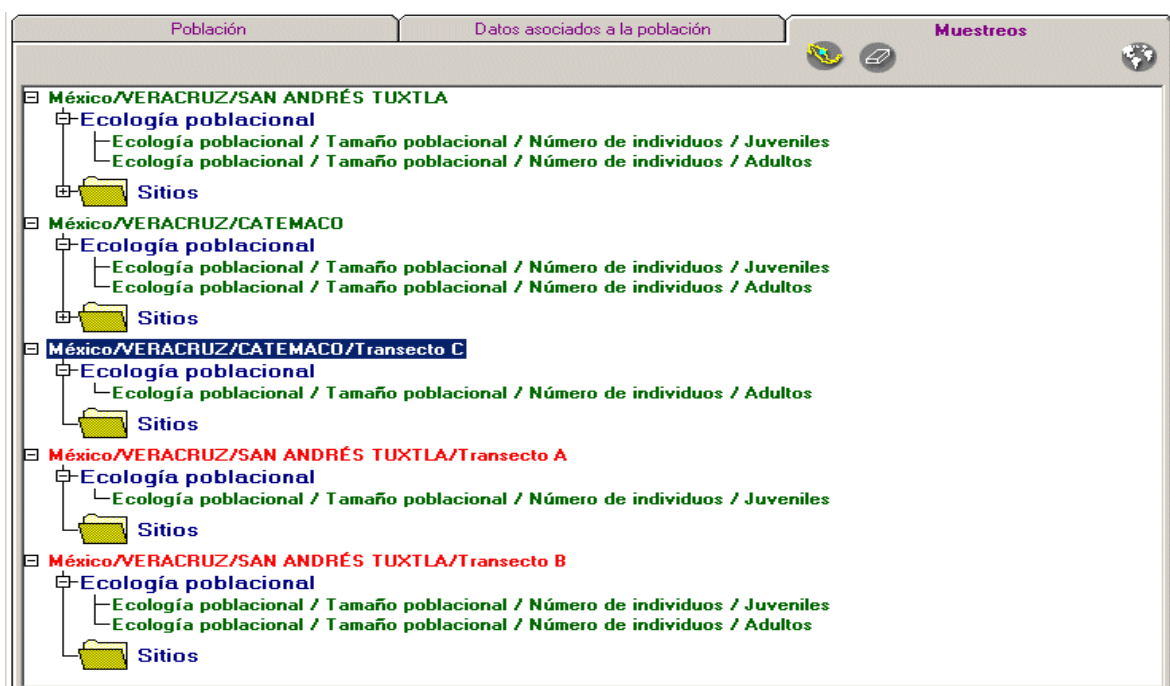 Población
Datos asociados a la población
Muestreos
México/VERACRUZ/SAN ANDRÉS TUXTLA
Ecología poblacional
Ecología poblacional / Tamaño poblacional / Número de individuos / Juveniles
Ecología poblacional / Tamaño poblacional / Número de individuos / Adultos
Sitios
México/VERACRUZ/CATEMACO
Ecología poblacional
Ecología poblacional / Tamaño poblacional / Número de individuos / Juveniles
Ecología poblacional / Tamaño poblacional / Número de individuos / Adultos
Sitios
México/VERACRUZ/CATEMACO/Transecto C
Ecología poblacional
Ecología poblacional / Tamaño poblacional / Número de individuos / Adultos
Sitios
México/VERACRUZ/SAN ANDRÉS TUXTLA/Transecto A
Ecología poblacional
Ecología poblacional / Tamaño poblacional / Número de individuos / Juveniles
Sitios
México/VERACRUZ/SAN ANDRÉS TUXTLA/Transecto B
Ecología poblacional
Ecología poblacional / Tamaño poblacional / Número de individuos / Juveniles
Ecología poblacional / Tamaño poblacional / Número de individuos / Adultos
Sitios